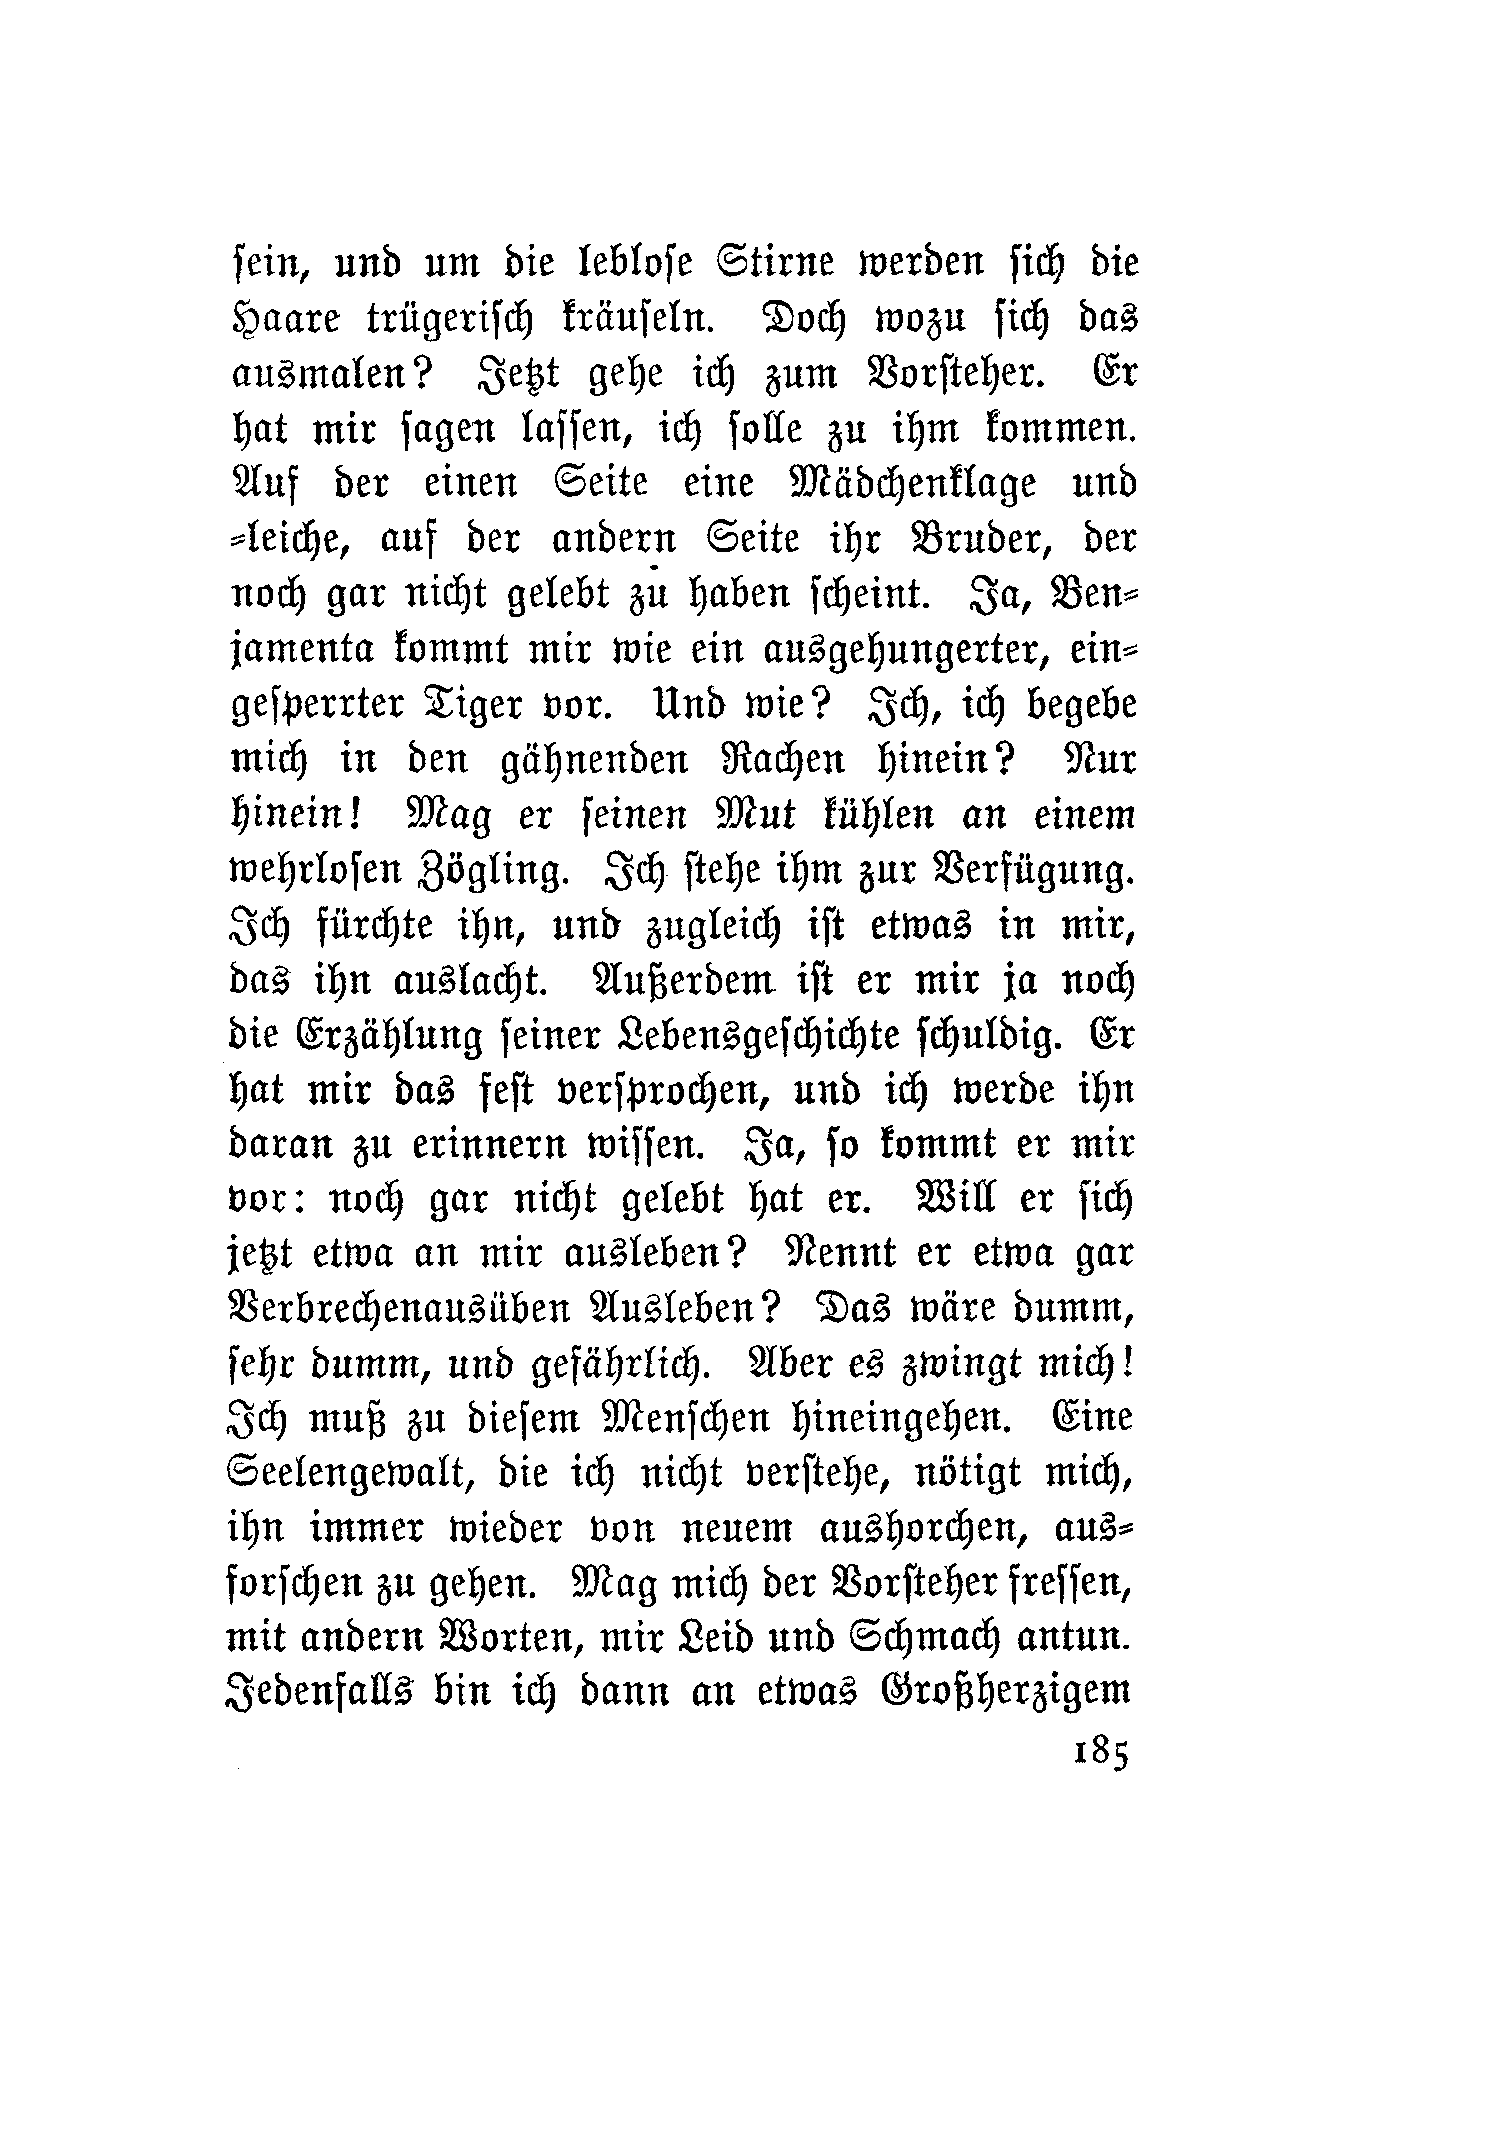 sein, und um die leblose Stirne werden sich die
Haare trügerisch kräuseln. Doch wozu sich das
ausmalen? Jetzt gehe ich zum Vorsteher. Er
hat mir sagen lassen, ich solle zu ihm kommen.
Auf der einen Seite eine Mädchenklage und
=leiche, auf der andern Seite ihr Bruder, der
noch gar nicht gelebt zu haben scheint. Ja, Ben=
jamenta kommt mir wie ein ausgehungerter, ein=
gesperrter Tiger vor. Und wie? Ich, ich begebe
mich in den gähnenden Rachen hinein? Nur
hinein! Mag er seinen Mut kühlen an einem
wehrlosen Zögling. Ich stehe ihm zur Verfügung.
Ich fürchte ihn, und zugleich ist etwas in mir,
das ihn auslacht. Außerdem ist er mir ja noch
die Erzählung seiner Lebensgeschichte schuldig. Er
hat mir das fest versprochen, und ich werde ihn
daran zu erinnern wissen. Ja, so kommt er mir
vor: noch gar nicht gelebt hat er. Will er sich
jetzt etwa an mir ausleben? Nennt er etwa gar
Verbrechenausüben Ausleben? Das wäre dumm,
sehr dumm, und gefährlich. Aber es zwingt mich!
Ich muß zu diesem Menschen hineingehen. Eine
Seelengewalt, die ich nicht verstehe, nötigt mich,
ihn immer wieder von neuem aushorchen, aus=
forschen zu gehen. Mag mich der Vorsteher fressen,
mit andern Worten, mir Leid und Schmach antun.
Jedenfalls bin ich dann an etwas Großherzigem
185